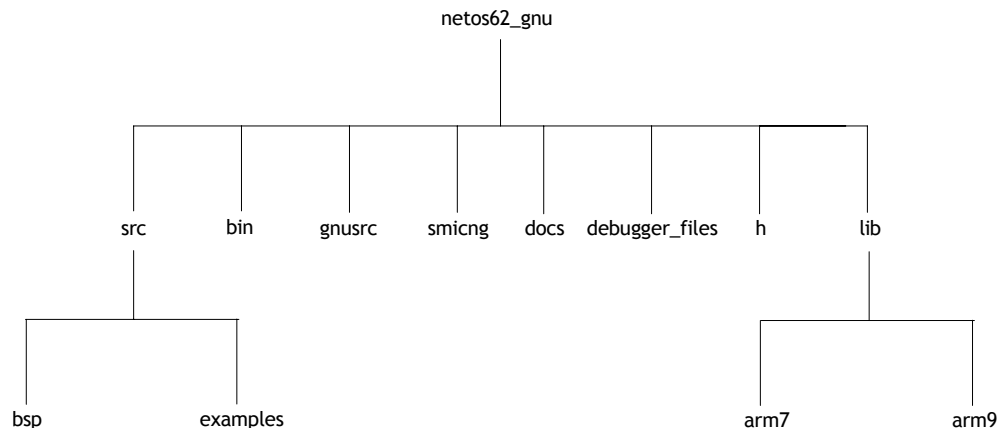 netos62_gnu
src bin gnusrc smicng docs debugger_files h lib
bsp examples arm7 arm9